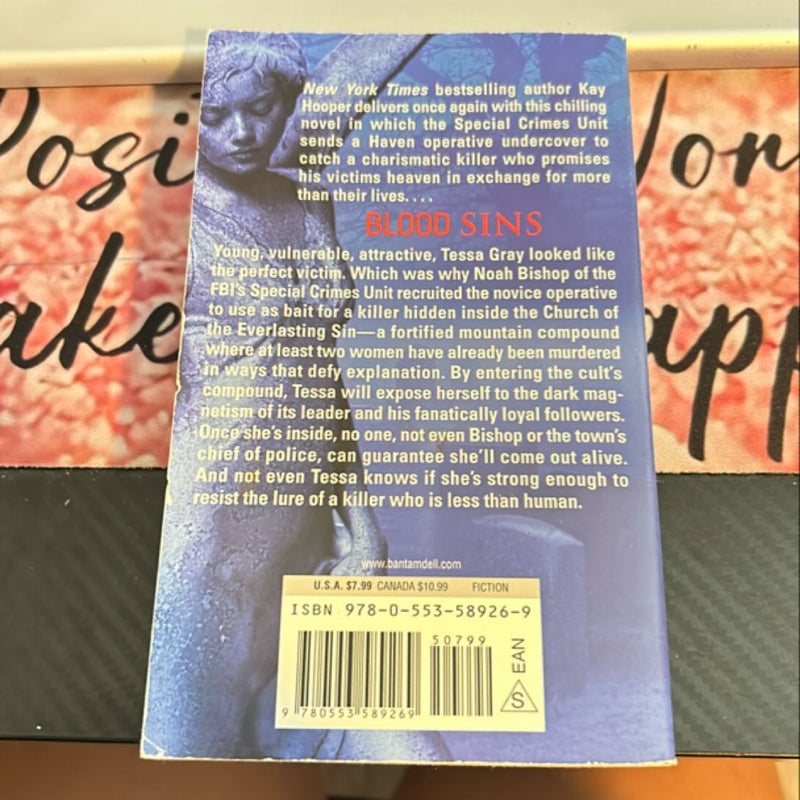 New York Times bestselling author Kay
Hooper delivers once again with this chilling
novel in which the Special Crimes Unit
sends a Haven operative undercover to
catch a charismatic killer who promises
his victims heaven in exchange for more
than their lives....
BLOOD SINS
Young, vulnerable, attractive, Tessa Gray looked like
the perfect victim. Which was why Noah Bishop of the
FBI's Special Crimes Unit recruited the novice operative
to use as bait for a killer hidden inside the Church of
the Everlasting Sin—a fortified mountain compound
where at least two women have already been murdered
in ways that defy explanation. By entering the cult's
compound, Tessa will expose herself to the dark mag-
netism of its leader and his fanatically loyal followers.
Once she's inside, no one, not even Bishop or the town's
chief of police, can guarantee she'll come out alive.
And not even Tessa knows if she's strong enough to
resist the lure of a killer who is less than human.
www.bantamdell.com
U.S.A. $7.99 CANADA $10.99 FICTION
ISBN 978-0-553-58926-9
50799
9 780553 589269
S EAN
Posi
ake